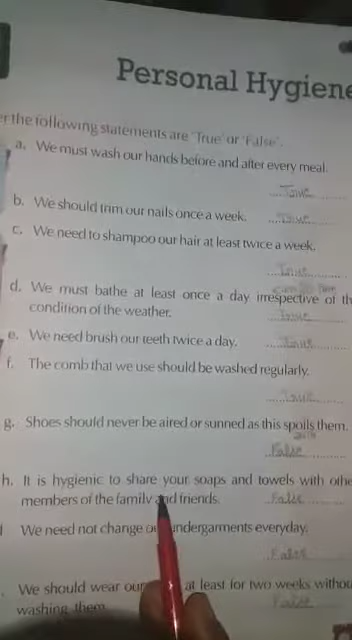 Personal Hygiene
er the following statements are 'True' or 'False'.
a. We must wash our hands before and after every meal.
True
b. We should trim our nails once a week. True
c. We need to shampoo our hair at least twice a week.
True
d. We must bathe at least once a day irrespective of th
condition of the weather. True
e. We need brush our teeth twice a day. True
f. The comb that we use should be washed regularly.
True
g. Shoes should never be aired or sunned as this spoils them.
False
h. It is hygienic to share your soaps and towels with othe
members of the family and friends. False
We need not change o undergarments everyday.
False
We should wear our at least for two weeks withou
washing them. False